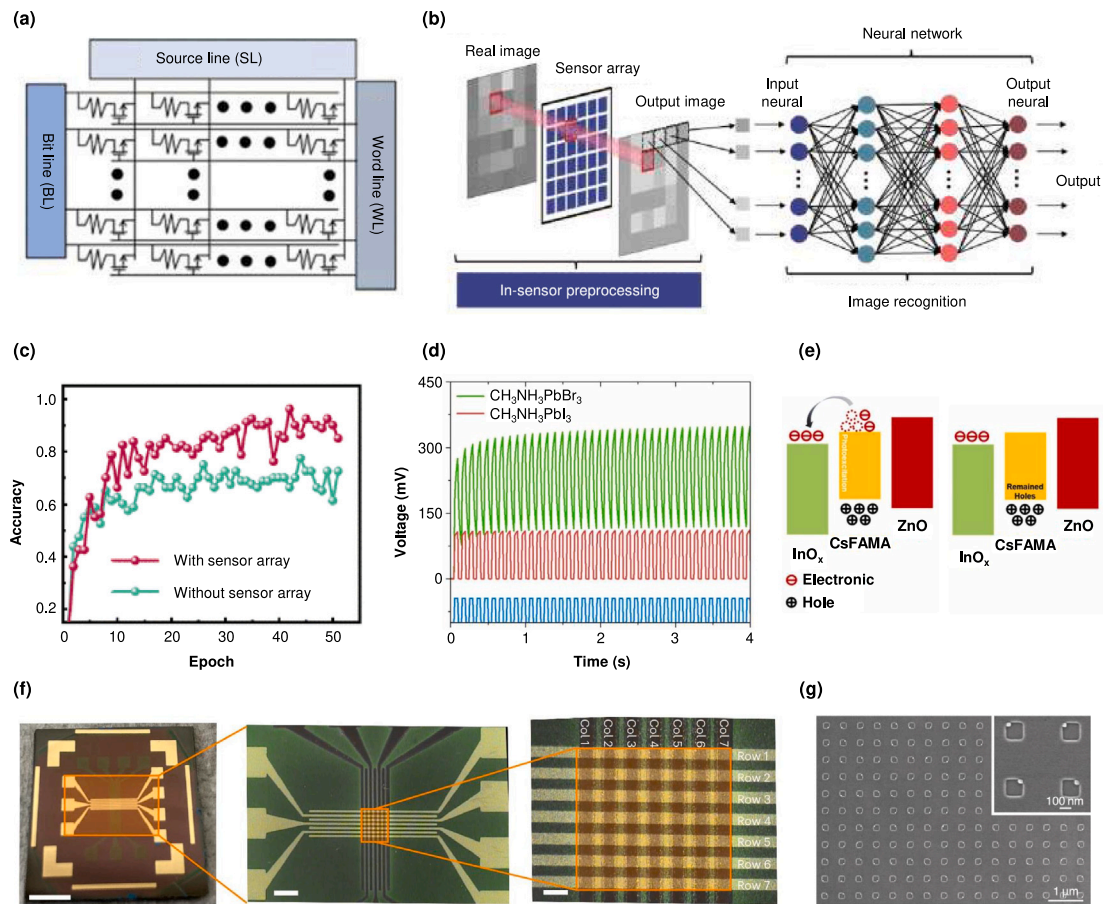 (a)
Source line (SL)
Bit line (BL)
Word line (WL)
(b)
Neural network
Real image
Sensor array
Output image
Input
neural
Output
neural
Output
In-sensor preprocessing
Image recognition
(c)
1.0
0.8
0.6
0.4
0.2
Accuracy
With sensor array
Without sensor array
0 10 20 30 40 50
Epoch
(d)
450
300
150
0
Voltage (mV)
CH₃NH₃PbBr₃
CH₃NH₃PbI₃
0 1 2 3 4
Time (s)
(e)
Photoexcitation
InOₓ
CsFAMA
ZnO
Electronic
Hole
Remained
Holes
InOₓ
CsFAMA
ZnO
(f)
Col 1
Col 2
Col 3
Col 4
Col 5
Col 6
Col 7
Row 1
Row 2
Row 3
Row 4
Row 5
Row 6
Row 7
(g)
100 nm
1 μm